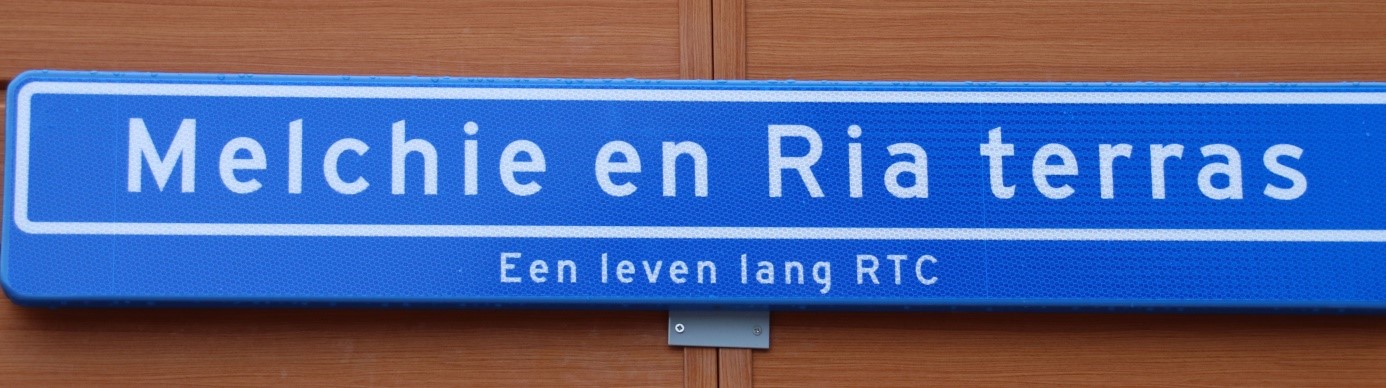 Melchie en Ria terras
Een leven lang RTC